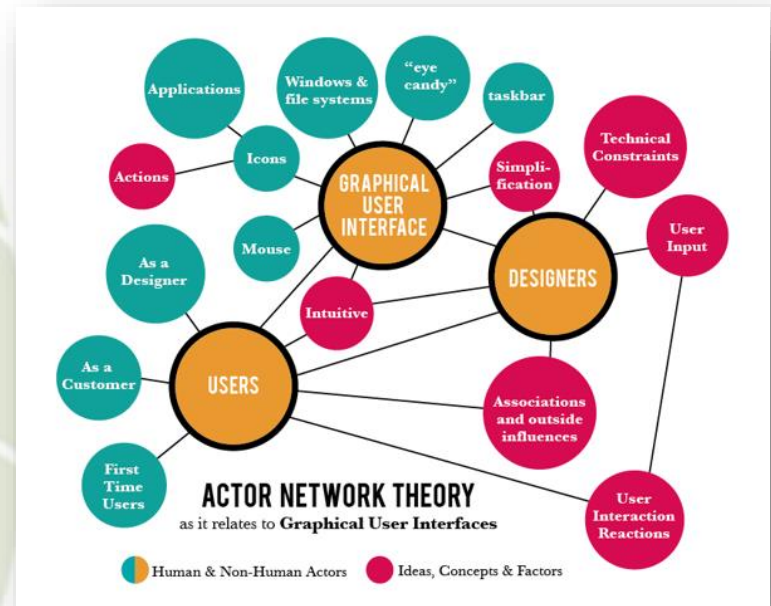 Applications
Windows &
file systems
“eye
candy”
taskbar
Technical
Constraints
Actions
Icons
GRAPHICAL
USER
INTERFACE
Simpli-
fication
User
Input
Mouse
As a
Designer
DESIGNERS
Intuitive
USERS
As a
Customer
Associations
and outside
influences
First
Time
Users
ACTOR NETWORK THEORY
as it relates to Graphical User Interfaces
User
Interaction
Reactions
Human & Non-Human Actors
Ideas, Concepts & Factors